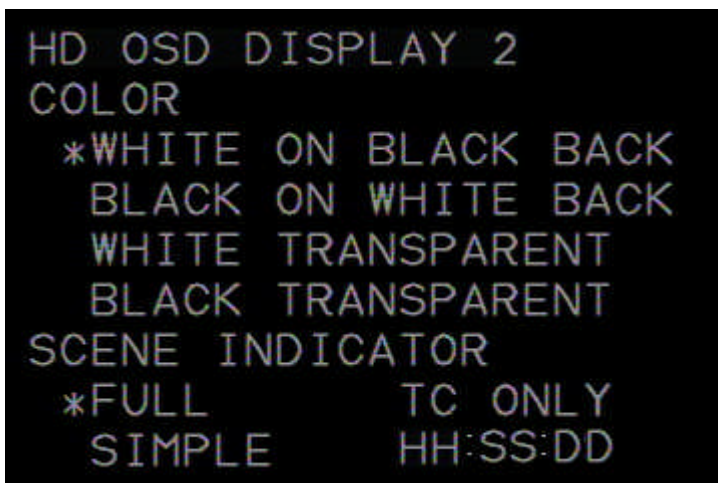 HD OSD DISPLAY 2
COLOR
*WHITE ON BLACK BACK
BLACK ON WHITE BACK
WHITE TRANSPARENT
BLACK TRANSPARENT
SCENE INDICATOR
*FULL TC ONLY
SIMPLE HH:SS:DD